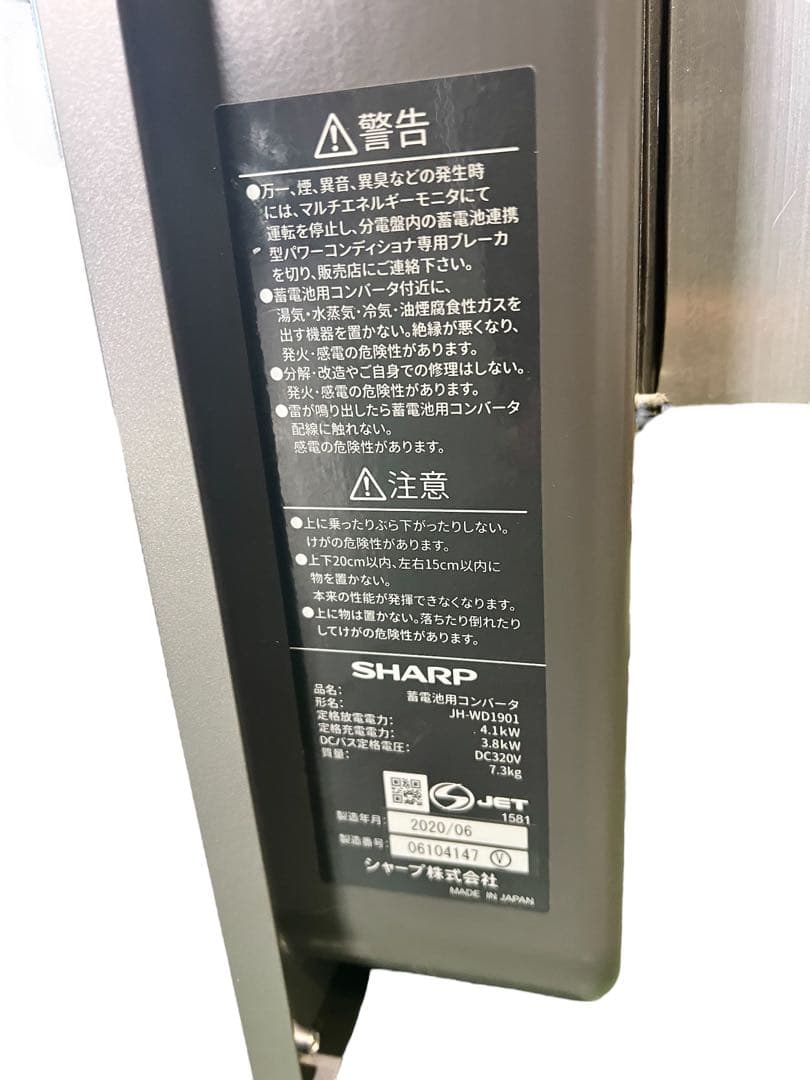 ⚠警告
●万一、煙、異音、異臭などの発生時
には、マルチエネルギーモニタにて
運転を停止し、分電盤内の蓄電池連携
型パワーコンディショナ専用ブレーカ
を切り、販売店にご連絡下さい。
●蓄電池用コンバータ付近に、
湯気・水蒸気・冷気・油煙腐食性ガスを
出す機器を置かない。絶縁が悪くなり、
発火・感電の危険性があります。
●分解・改造やご自身での修理はしない。
発火・感電の危険性があります。
●雷が鳴り出したら蓄電池用コンバータ
配線に触れない。
感電の危険性があります。
⚠注意
●上に乗ったりぶら下がったりしない。
けがの危険性があります。
●上下20cm以内、左右15cm以内に
物を置かない。
本来の性能が発揮できなくなります。
●上に物は置かない。落ちたり倒れたり
してけがの危険性があります。
SHARP
品名: 蓄電池用コンバータ
形名: JH-WD1901
定格放電電力: 4.1kW
定格充電電力: 3.8kW
DCバス定格電圧: DC320V
質量: 7.3kg
JET
1581
製造年月: 2020/06
製造番号: 06104147 Ⓥ
シャープ株式会社
MADE IN JAPAN